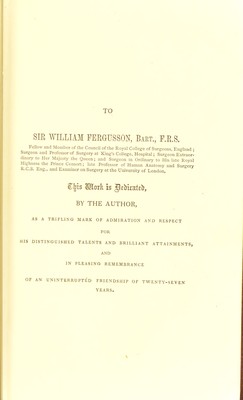 TO
SIR WILLIAM FERGUSSON, BART., F.R.S.
Fellow and Member of the Council of the Royal College of Surgeons, England;
Surgeon and Professor of Surgery at King's College, Hospital; Surgeon Extraor-
dinary to Her Majesty the Queen; and Surgeon in Ordinary to His late Royal
Highness the Prince Consort; late Professor of Human Anatomy and Surgery
R.C.S. Eng., and Examiner on Surgery at the University of London,
This Work is Dedicated,
BY THE AUTHOR,
AS A TRIFLING MARK OF ADMIRATION AND RESPECT
FOR
HIS DISTINGUISHED TALENTS AND BRILLIANT ATTAINMENTS,
AND
IN PLEASING REMEMBRANCE
OF AN UNINTERRUPTED FRIENDSHIP OF TWENTY-SEVEN
YEARS.